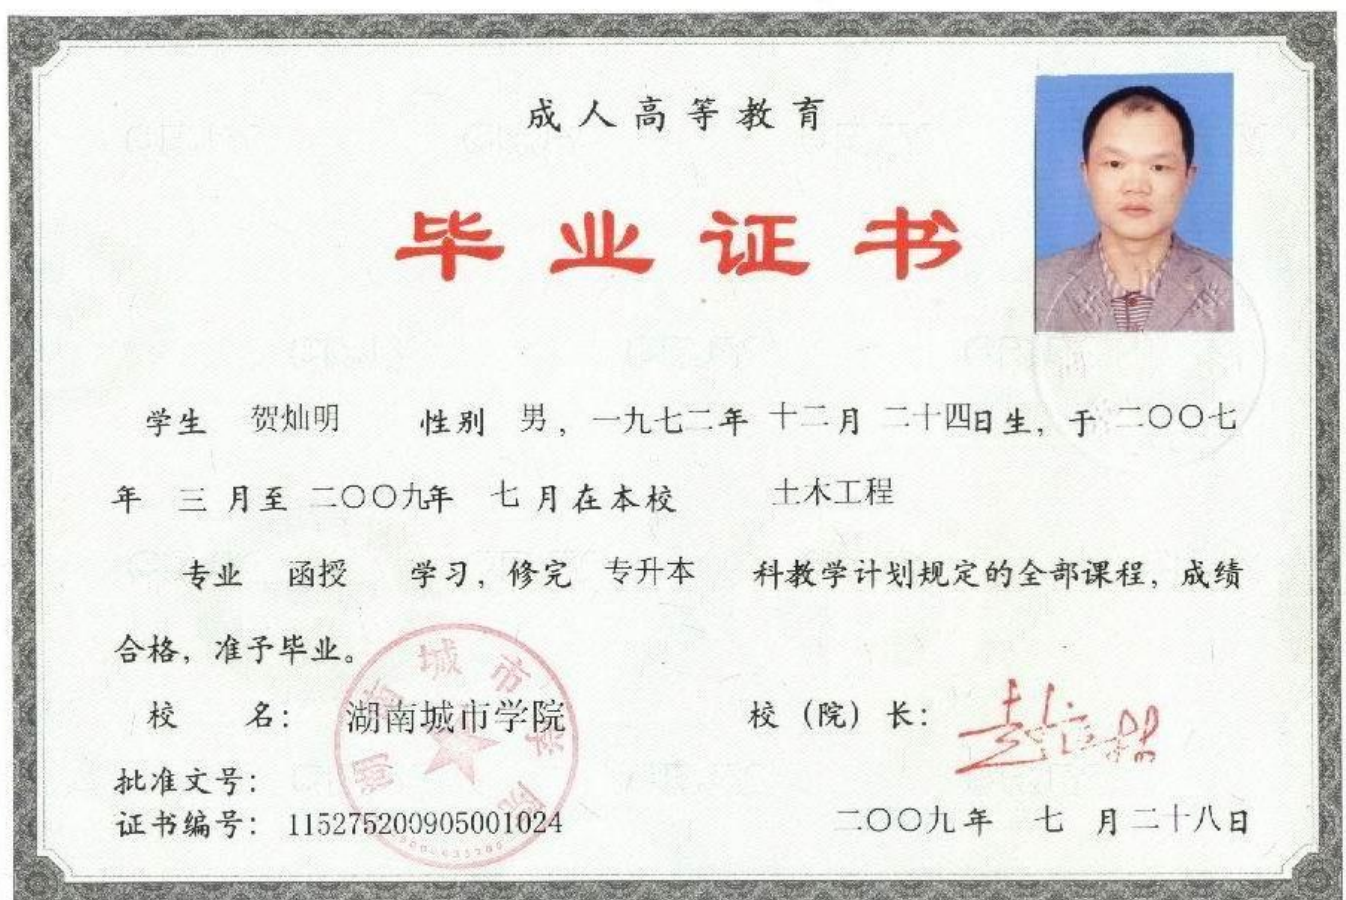 成人高等教育
毕业证书
学生 贺灿明 性别 男，一九七二年 十二月 二十四日生，于 二〇〇七
年 三 月至 二〇〇九年 七 月在本校 土木工程
专业 函授 学习，修完 专升本 科教学计划规定的全部课程，成绩
合格，准予毕业。
校 名： 湖南城市学院 校（院）长：
批准文号：
证书编号： 115275200905001024 二〇〇九年 七 月二十八日
湖南城市学院